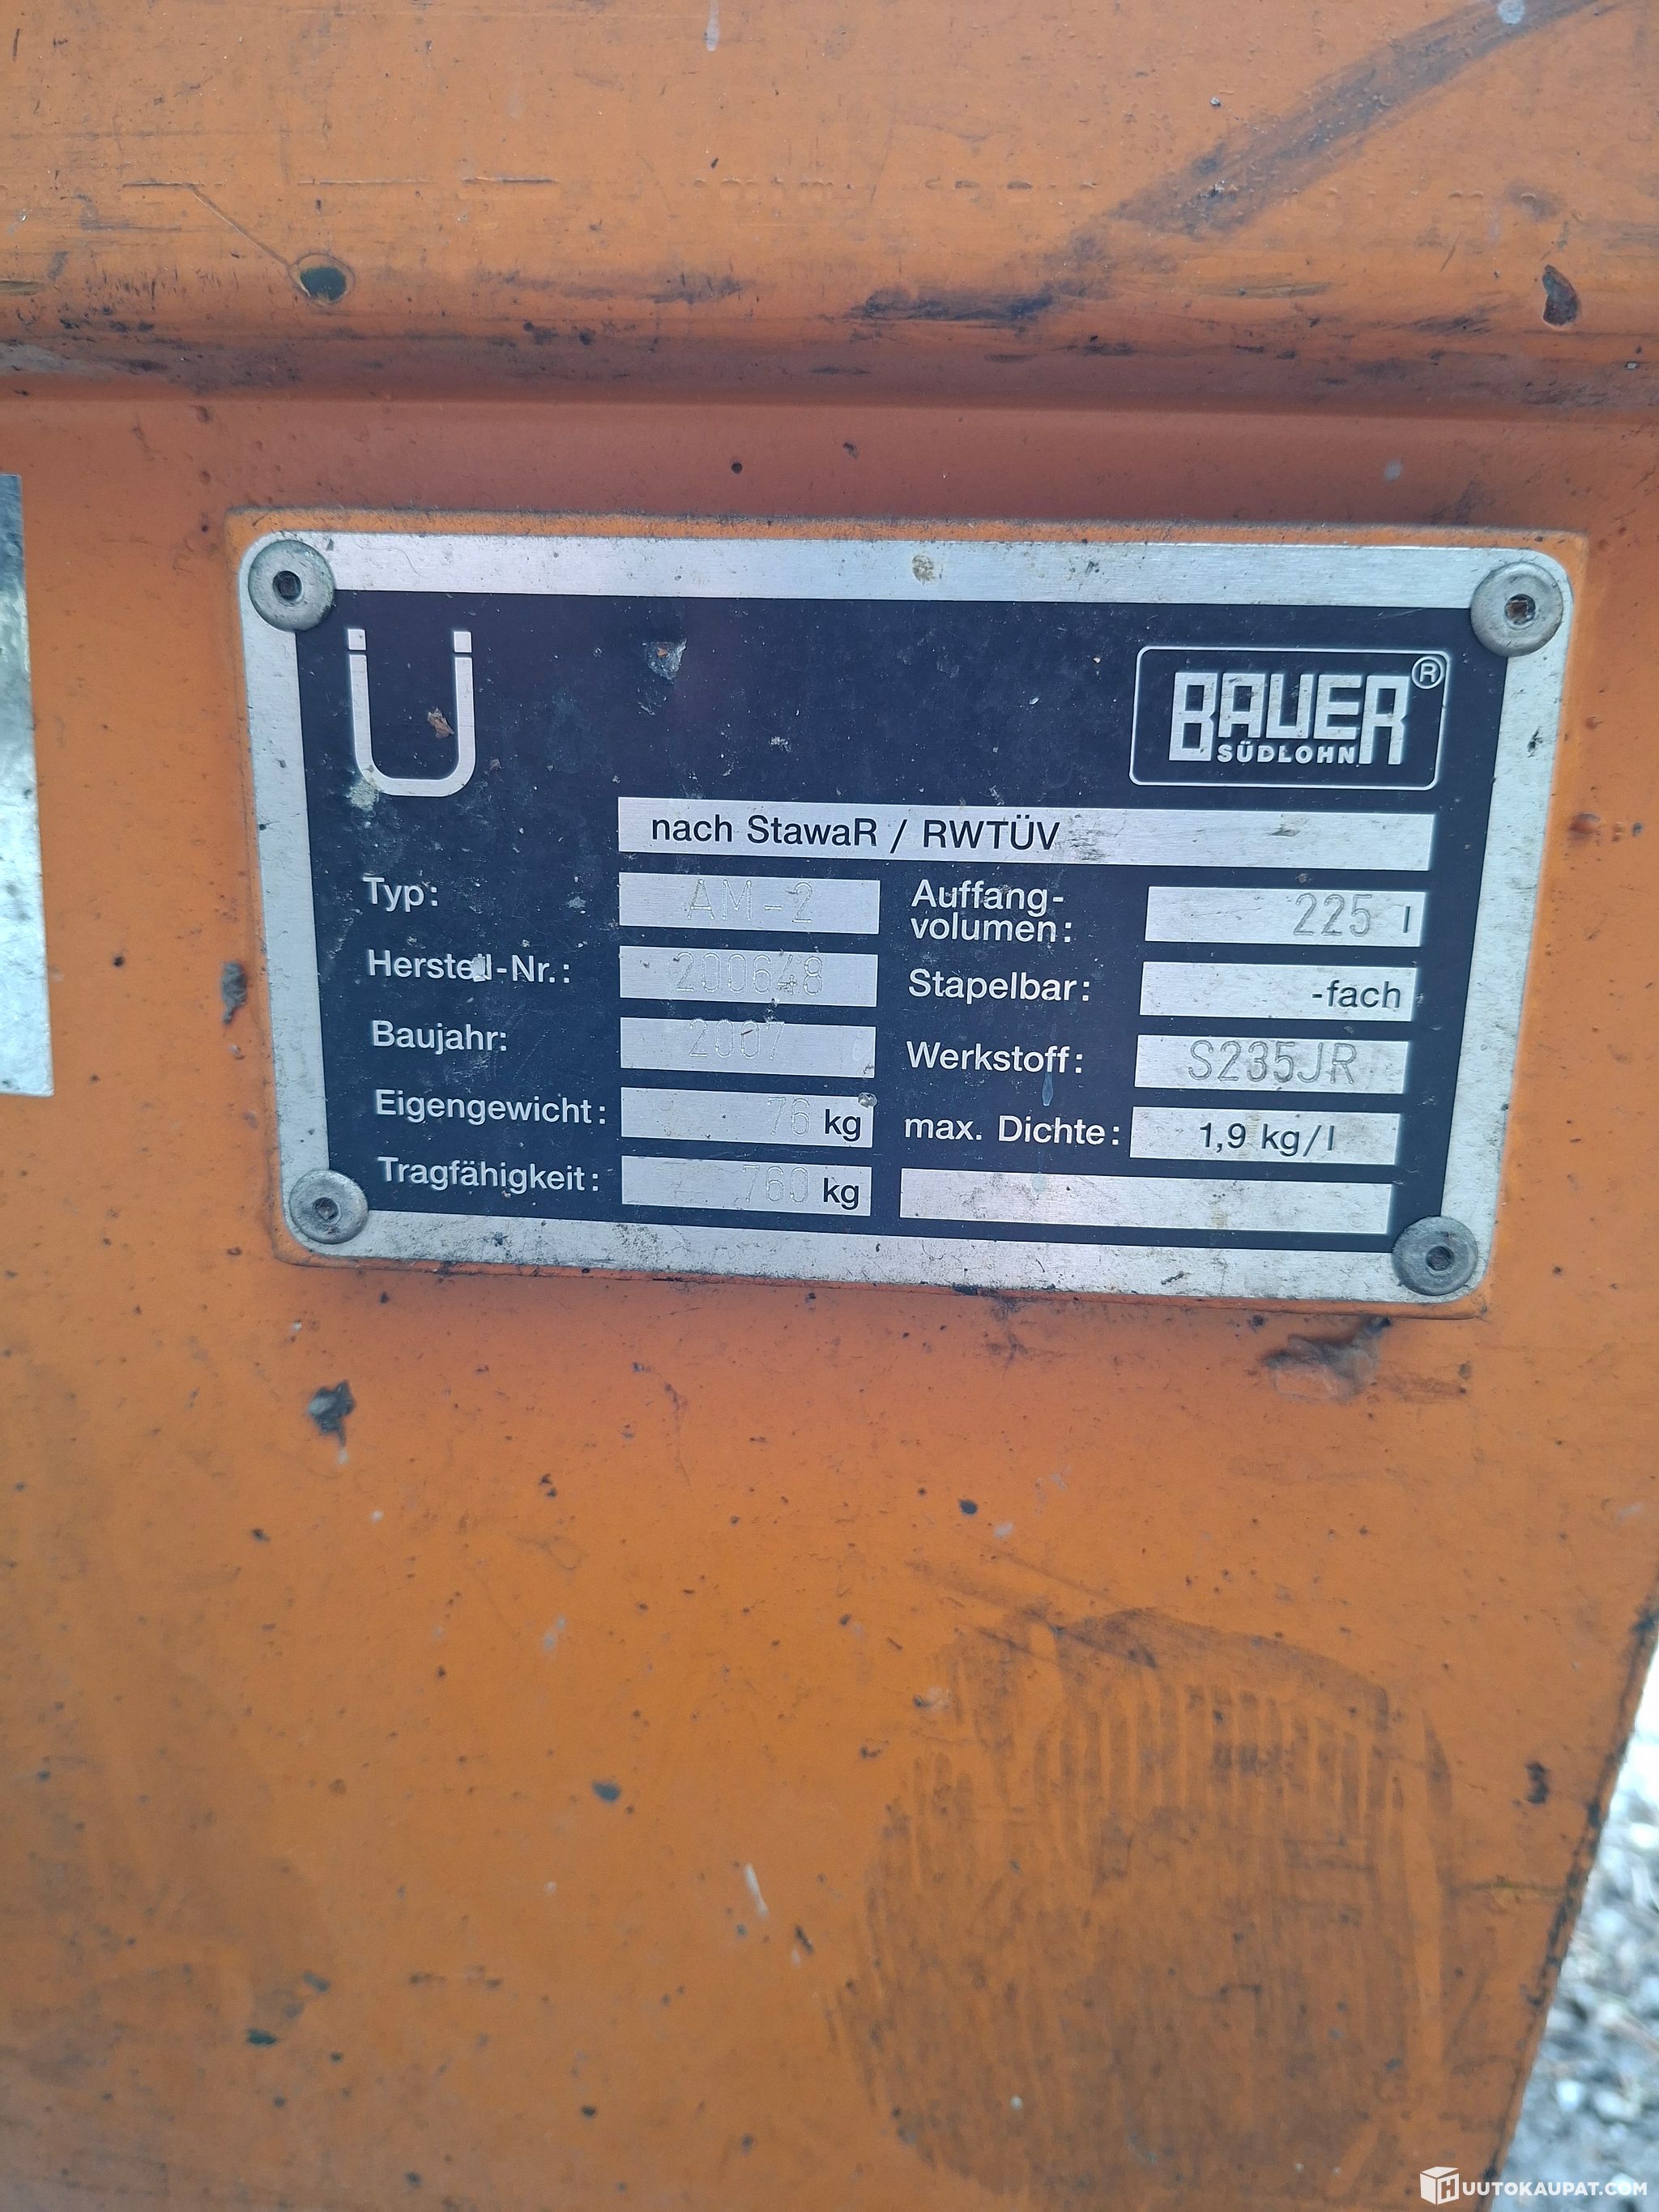 Ü
BAUER®
SÜDLOHN
nach StawaR / RWTÜV
Typ: AM-2
Herstell-Nr.: 200648
Baujahr: 2007
Eigengewicht: 76 kg
Tragfähigkeit: 760 kg
Auffang-
volumen: 225 l
Stapelbar: -fach
Werkstoff: S235JR
max. Dichte: 1,9 kg/l
HUUTOKAUPAT.COM